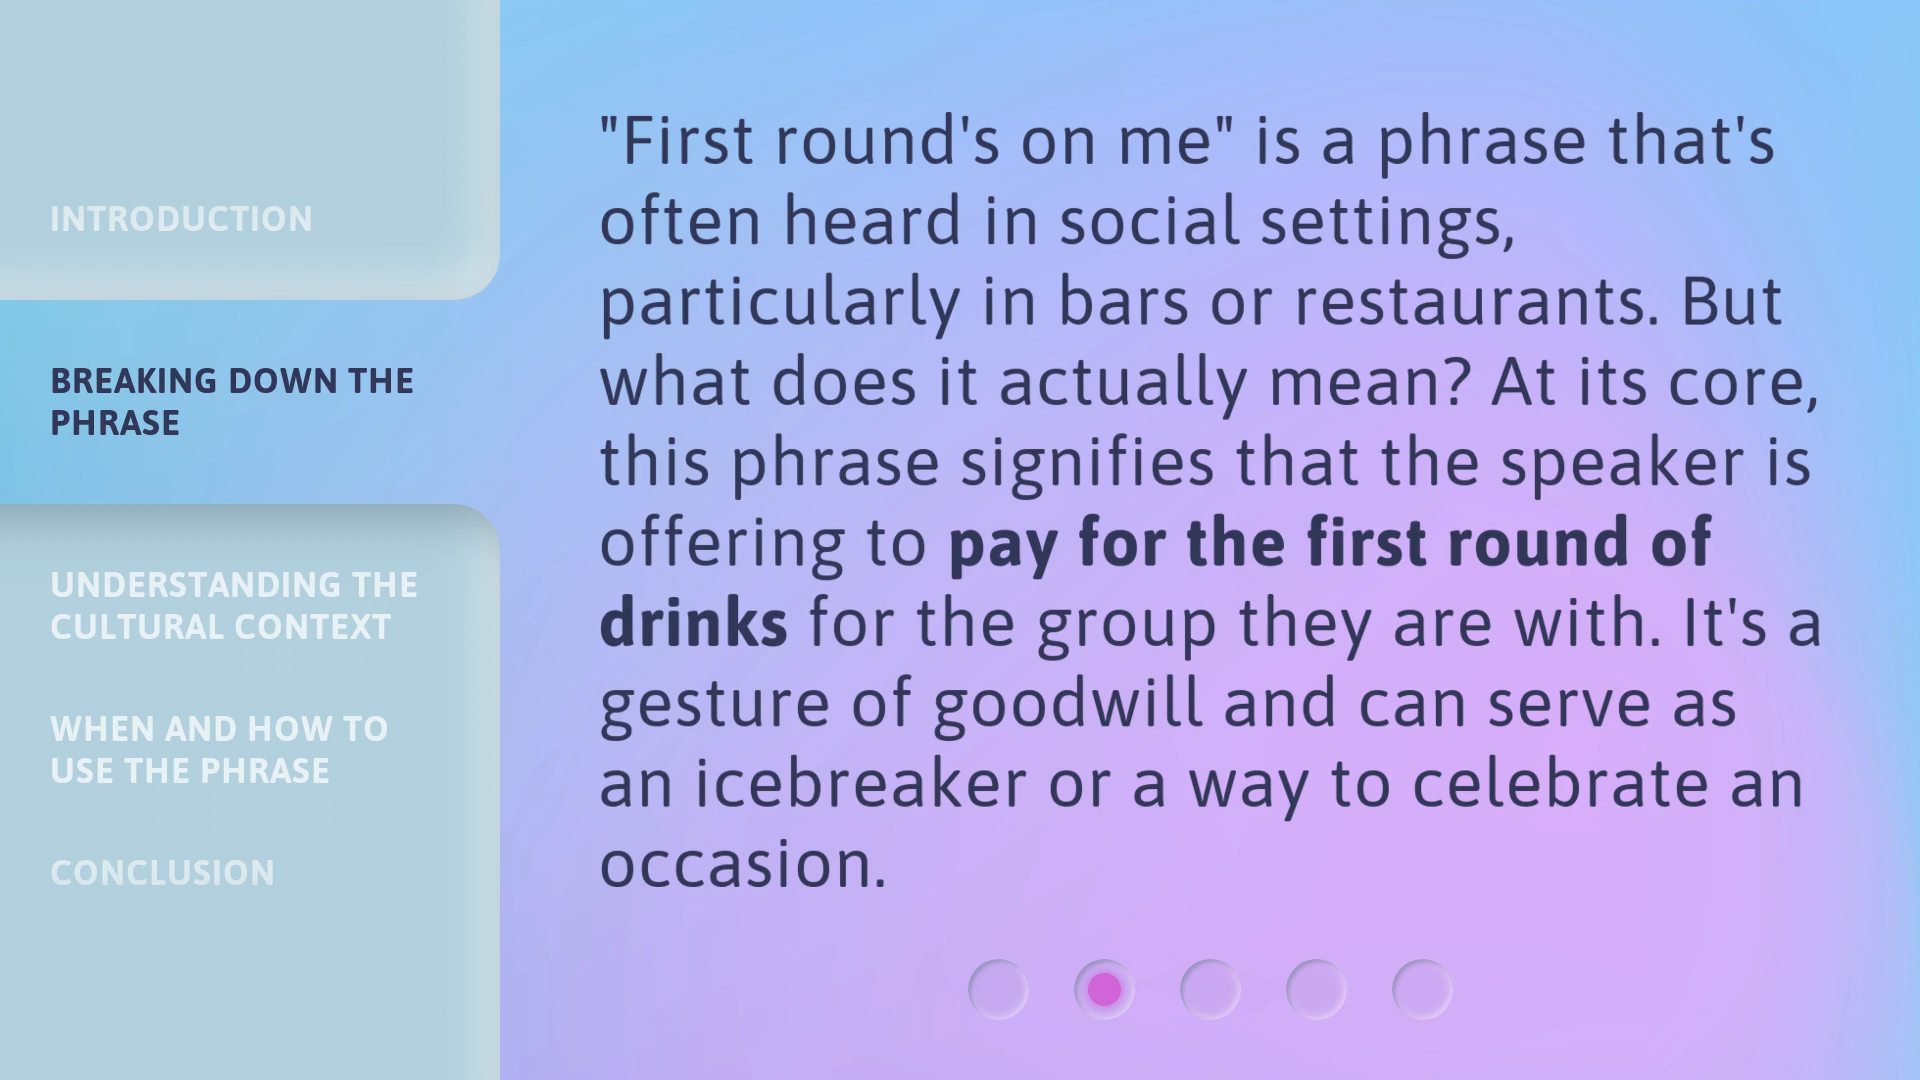 INTRODUCTION
BREAKING DOWN THE
PHRASE
UNDERSTANDING THE
CULTURAL CONTEXT
WHEN AND HOW TO
USE THE PHRASE
CONCLUSION
"First round's on me" is a phrase that's
often heard in social settings,
particularly in bars or restaurants. But
what does it actually mean? At its core,
this phrase signifies that the speaker is
offering to pay for the first round of
drinks for the group they are with. It's a
gesture of goodwill and can serve as
an icebreaker or a way to celebrate an
occasion.